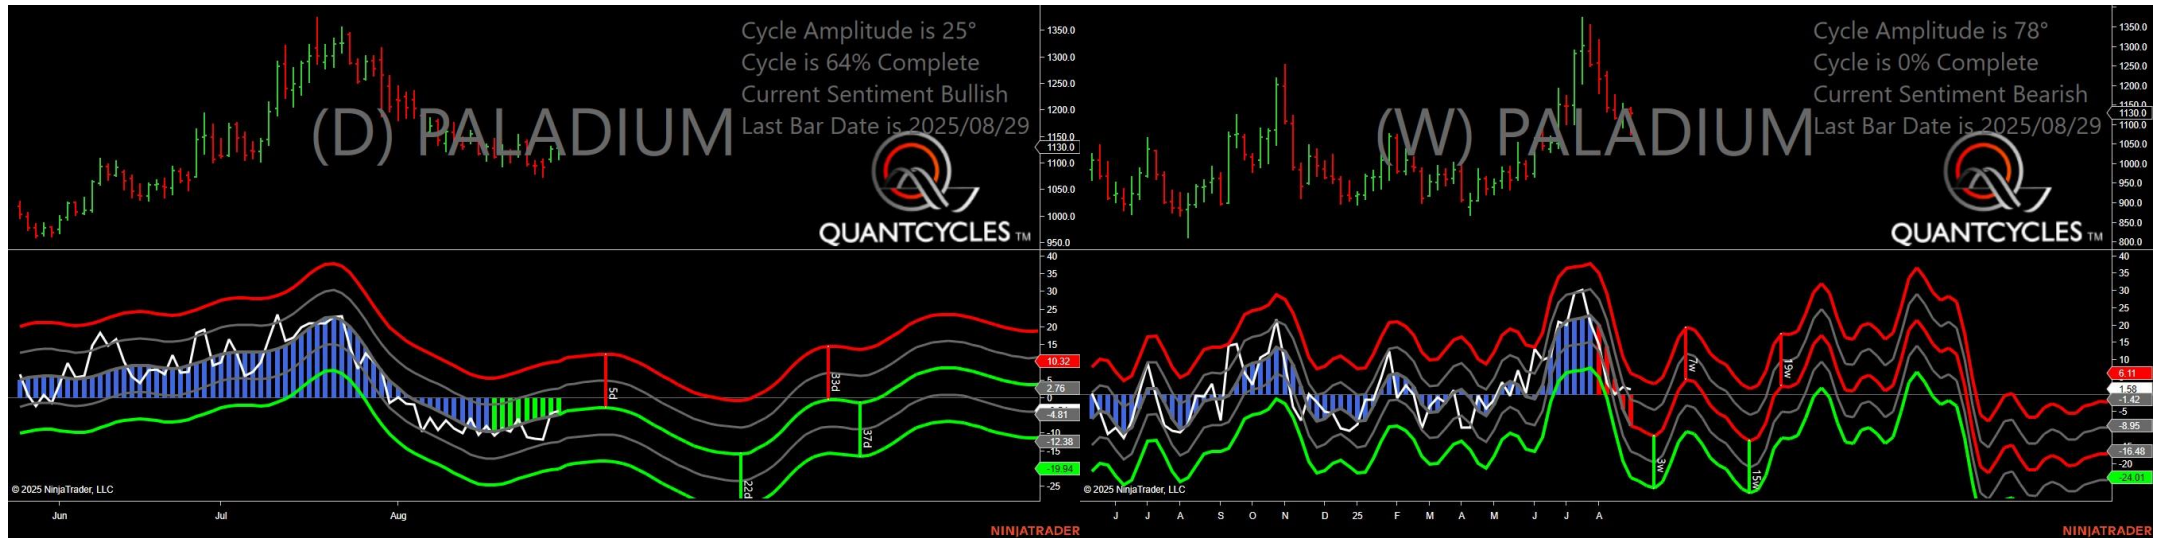 Cycle Amplitude is 25°
Cycle is 64% Complete
Current Sentiment Bullish
Last Bar Date is 2025/08/29
(D) PALADIUM
QUANTCYCLES TM
1350.0
1300.0
1250.0
1200.0
1150.0
1130.0
1100.0
1050.0
1000.0
950.0
40
35
30
25
20
15
10.32
5
2.76
0
-4.81
-10
-12.38
-15
-19.94
-25
5d
22d
33d
37d
© 2025 NinjaTrader, LLC
Jun
Jul
Aug
NINJATRADER
Cycle Amplitude is 78°
Cycle is 0% Complete
Current Sentiment Bearish
Last Bar Date is 2025/08/29
(W) PALADIUM
QUANTCYCLES TM
1350.0
1300.0
1250.0
1200.0
1150.0
1130.0
1100.0
1050.0
1000.0
950.0
900.0
850.0
800.0
40
35
30
25
20
15
10
6.11
1.58
-1.42
-5
-8.95
-16.48
-20
-24.01
3w
7w
15w
19w
© 2025 NinjaTrader, LLC
J
J
A
S
O
N
D
25
F
M
A
M
J
J
A
NINJATRADER